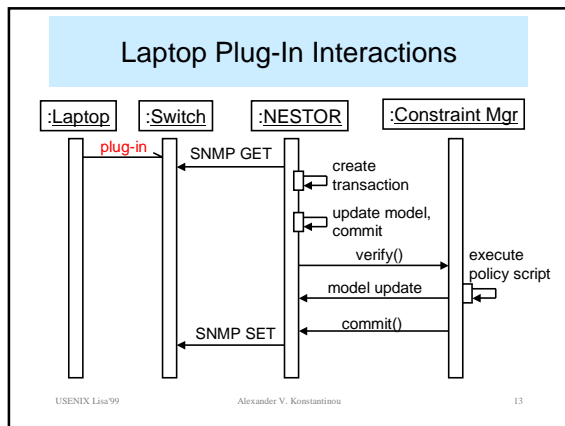 Laptop Plug-In Interactions
:Laptop
:Switch
:NESTOR
:Constraint Mgr
plug-in
SNMP GET
create
transaction
update model,
commit
verify()
execute
policy script
model update
commit()
SNMP SET
USENIX Lisa'99
Alexander V. Konstantinou
13